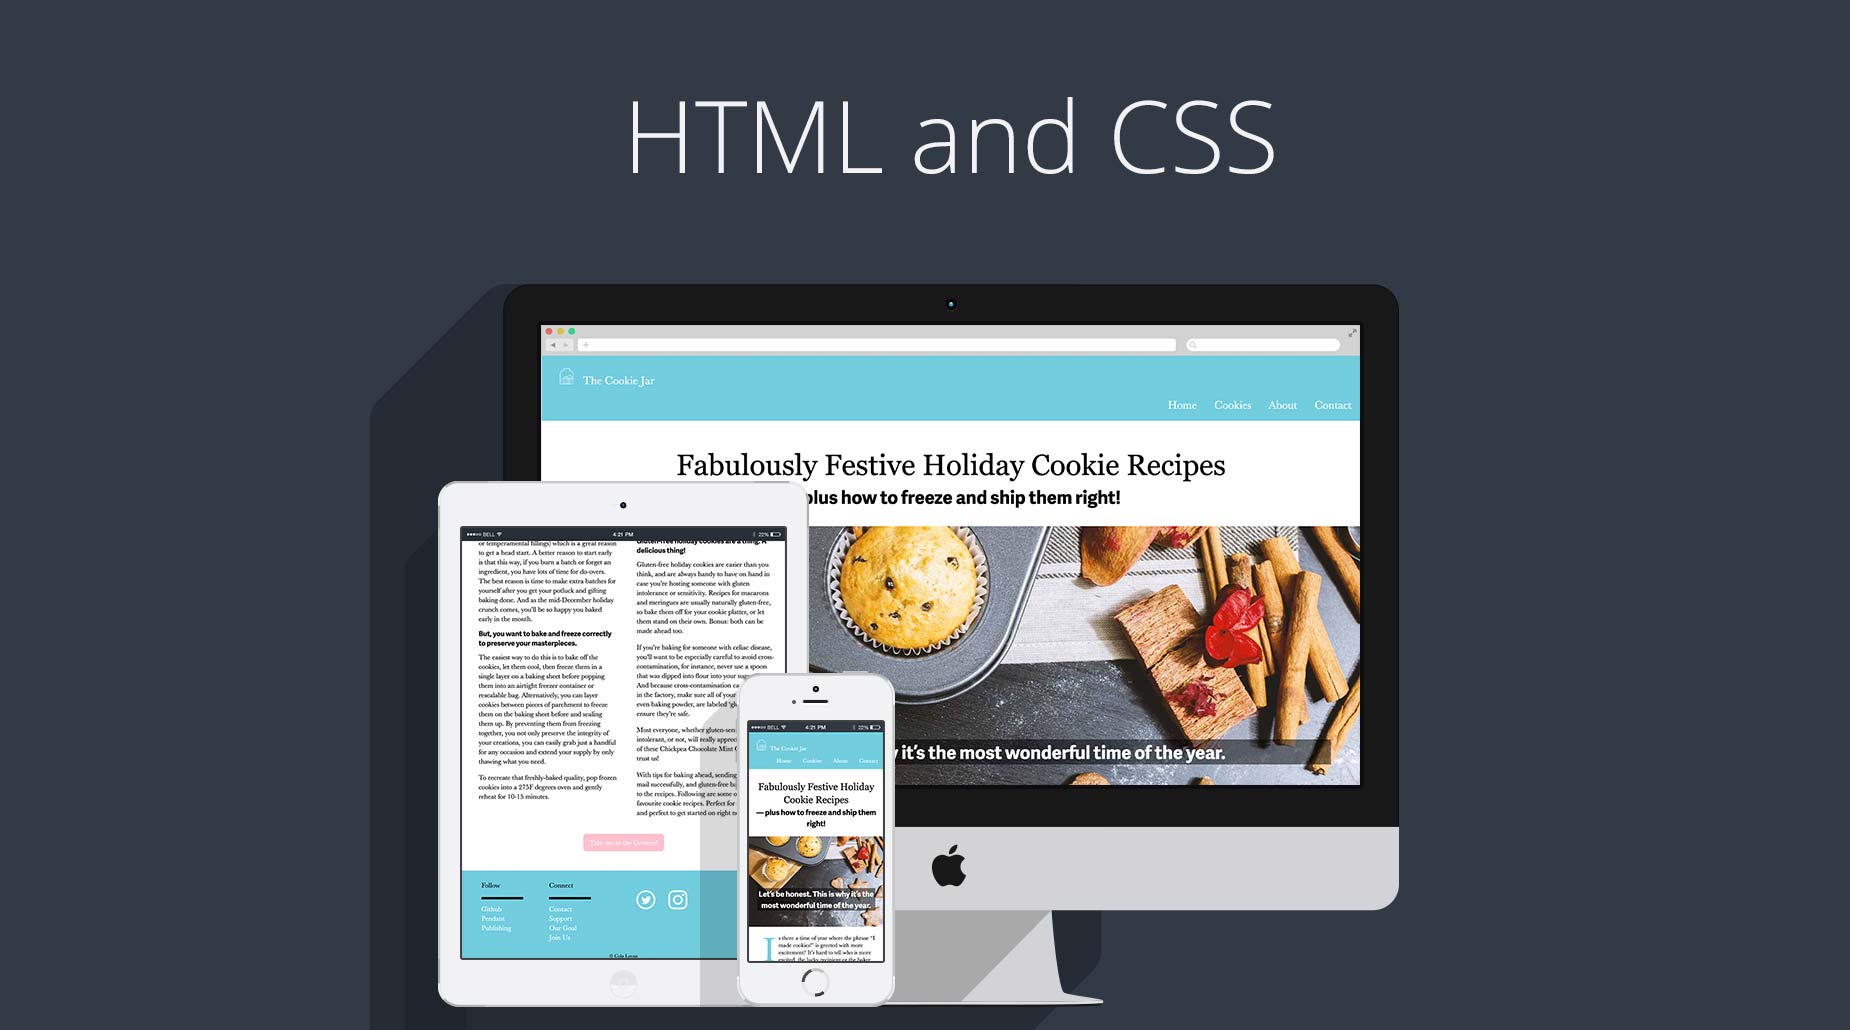 HTML and CSS
The Cookie Jar
Home Cookies About Contact
Fabulously Festive Holiday Cookie Recipes
plus how to freeze and ship them right!
it's the most wonderful time of the year.
BELL 4:21 PM 22%
or temperamental fillings) which is a great reason
to get a head start. A better reason to start early
is that this way, if you burn a batch or forget an
ingredient, you have lots of time for do-overs.
The best reason is time to make extra batches for
yourself after you get your potluck and gifting
baking done. And as the mid-December holiday
crunch comes, you'll be so happy you baked
early in the month.
But, you want to bake and freeze correctly
to preserve your masterpieces.
The easiest way to do this is to bake off the
cookies, let them cool, then freeze them in a
single layer on a baking sheet before popping
them into an airtight freezer container or
resealable bag. Alternatively, you can layer
cookies between pieces of parchment to freeze
them on the baking sheet before and sealing
them up. By preventing them from freezing
together, you not only preserve the integrity of
your creations, you can easily grab just a handful
for any occasion and extend your supply by only
thawing what you need.
To recreate that freshly-baked quality, pop frozen
cookies into a 275F degrees oven and gently
reheat for 10-15 minutes.
Gluten-free holiday cookies are a thing. A
delicious thing!
Gluten-free holiday cookies are easier than you
think, and are always handy to have on hand in
case you're hosting someone with gluten
intolerance or sensitivity. Recipes for macarons
and meringues are usually naturally gluten-free,
so bake them off for your cookie platter, or let
them stand on their own. Bonus: both can be
made ahead too.
If you're baking for someone with celiac disease,
you'll want to be especially careful to avoid cross-
contamination, for instance, never use a spoon
that was dipped into flour into your
And because cross-contamination
in the factory, make sure all of your
even baking powder, are labeled
ensure they're safe.
Most everyone, whether
intolerant, or not, will really
of these Chickpea Chocolate Mint
trust us!
With tips for baking ahead, sending
mail successfully, and gluten-free
to the recipes. Following are some
favourite cookie recipes. Perfect for
and perfect to get started on right
Take me to the Cookies!
Follow
Github
Pendant
Publishing
Connect
Contact
Support
Our Goal
Join Us
BELL 4:21 PM 22%
The Cookie Jar
Home Cookies About Contact
Fabulously Festive Holiday
Cookie Recipes
— plus how to freeze and ship them
right!
Let's be honest. This is why it's the
most wonderful time of the year.
Is there a time of year where the phrase "I
made cookies!" is greeted with more
excitement? It's hard to tell who is more
excited, the lucky recipient or the baker